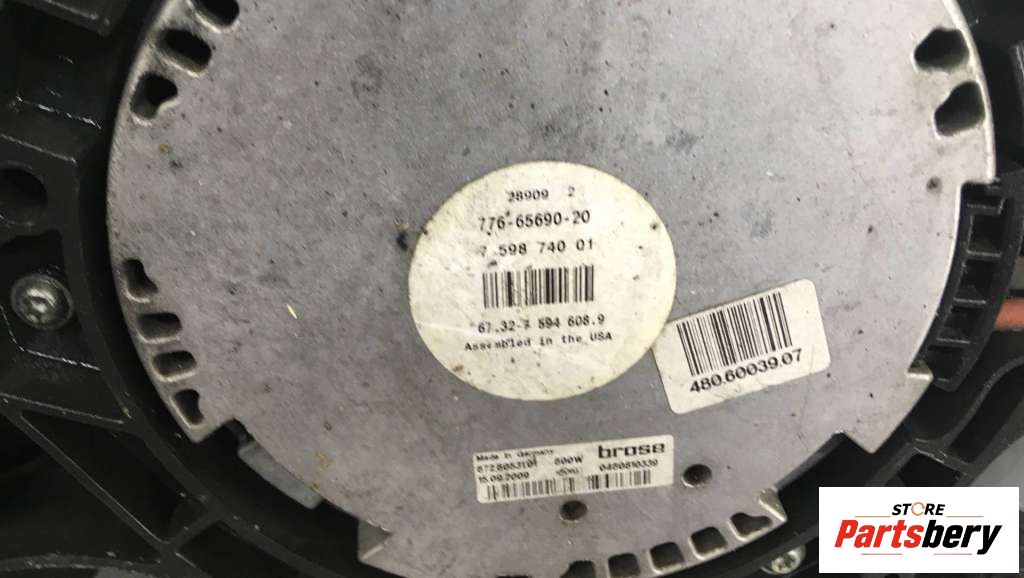 28909 2
776-65690-20
7 598 740 01
67.32-7 594 608.9
Assembled in the USA
480.60039.07
Made in Germany
brose
600W
15.09.2009
0450810339
STORE
Partsbery